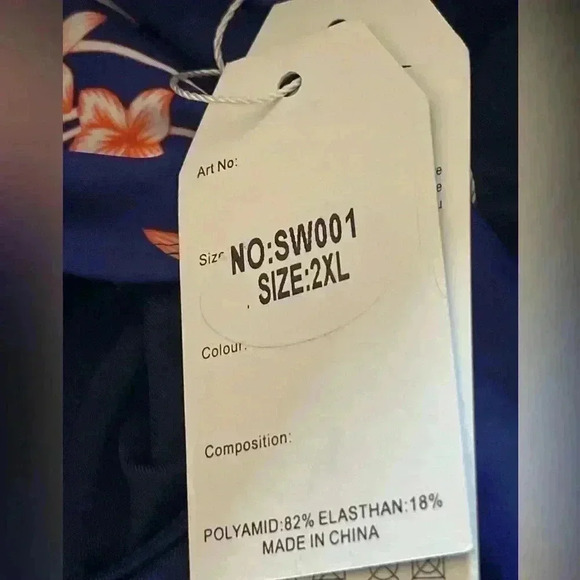 Art No:
Size
NO:SW001
SIZE:2XL
Colour:
Composition:
POLYAMID:82% ELASTHAN:18%
MADE IN CHINA